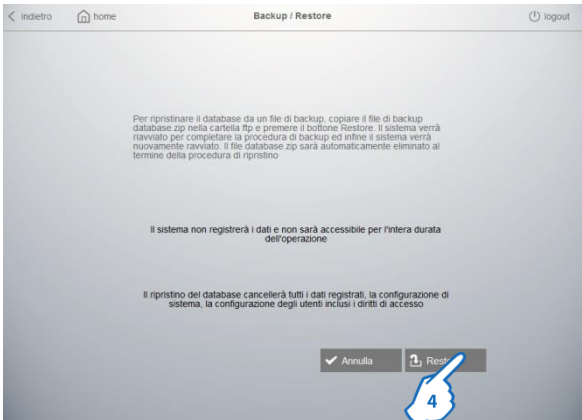 indietro
home
Backup / Restore
logout
Per ripristinare il database da un file di backup, copiare il file di backup
database.zip nella cartella ftp e premere il bottone Restore. Il sistema verrà
riavviato per completare la procedura di backup ed infine il sistema verrà
nuovamente ravviato. Il file database.zip sarà automaticamente eliminato al
termine della procedura di ripristino
Il sistema non registrerà i dati e non sarà accessibile per l'intera durata
dell'operazione
Il ripristino del database cancellerà tutti i dati registrati, la configurazione di
sistema, la configurazione degli utenti inclusi i diritti di accesso
Annulla
Rest
4